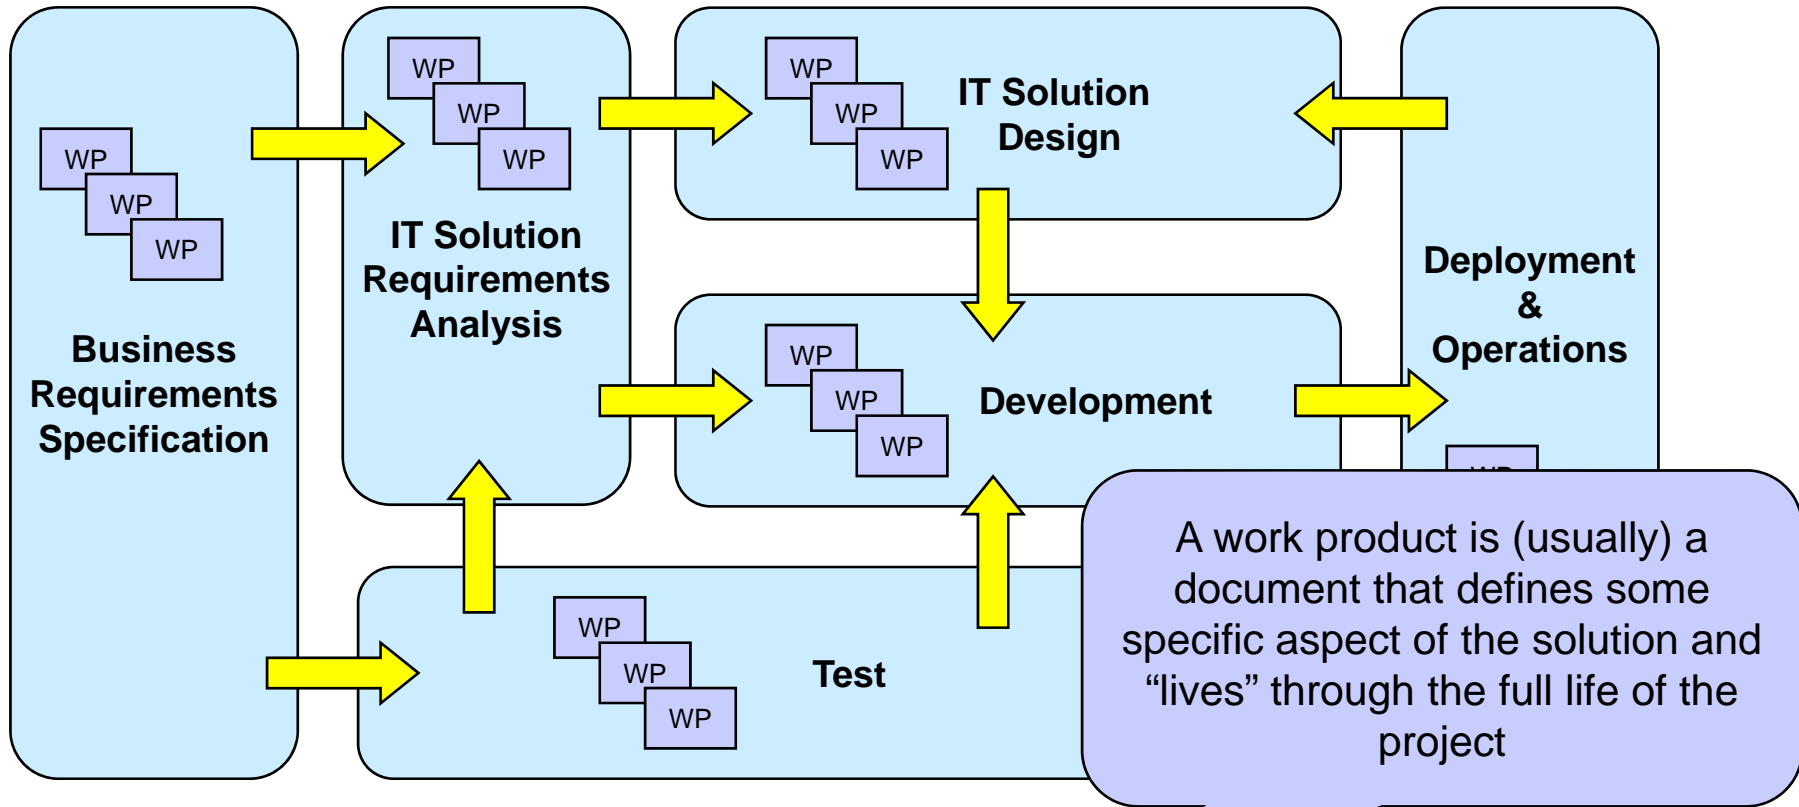 WP
WP
WP
Business
Requirements
Specification
WP
WP
WP
IT Solution
Requirements
Analysis
WP
WP
WP
IT Solution
Design
WP
WP
WP
Development
Deployment
&
Operations
WP
WP
WP
WP
Test
A work product is (usually) a
document that defines some
specific aspect of the solution and
“lives” through the full life of the
project